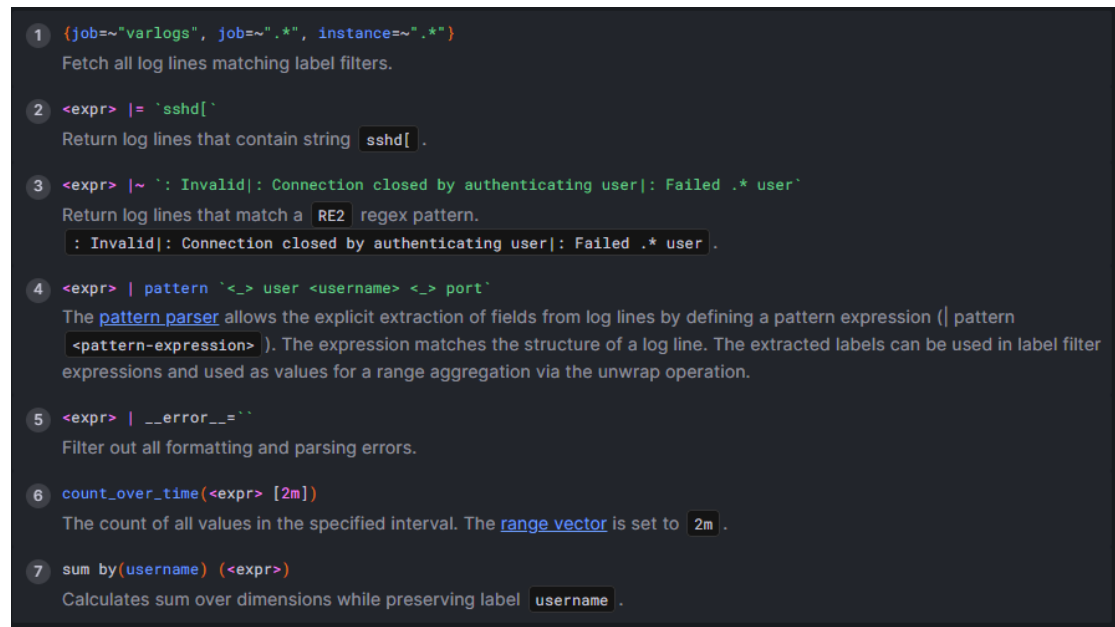 1 {job=~"varlogs", job=~".*", instance=~".*"}
Fetch all log lines matching label filters.
2 <expr> |= `sshd[`
Return log lines that contain string sshd[ .
3 <expr> |~ `: Invalid|: Connection closed by authenticating user|: Failed .* user`
Return log lines that match a RE2 regex pattern.
: Invalid|: Connection closed by authenticating user|: Failed .* user .
4 <expr> | pattern `<_> user <username> <_> port`
The pattern parser allows the explicit extraction of fields from log lines by defining a pattern expression (| pattern
<pattern-expression> ). The expression matches the structure of a log line. The extracted labels can be used in label filter
expressions and used as values for a range aggregation via the unwrap operation.
5 <expr> | __error__=``
Filter out all formatting and parsing errors.
6 count_over_time(<expr> [2m])
The count of all values in the specified interval. The range vector is set to 2m .
7 sum by(username) (<expr>)
Calculates sum over dimensions while preserving label username .